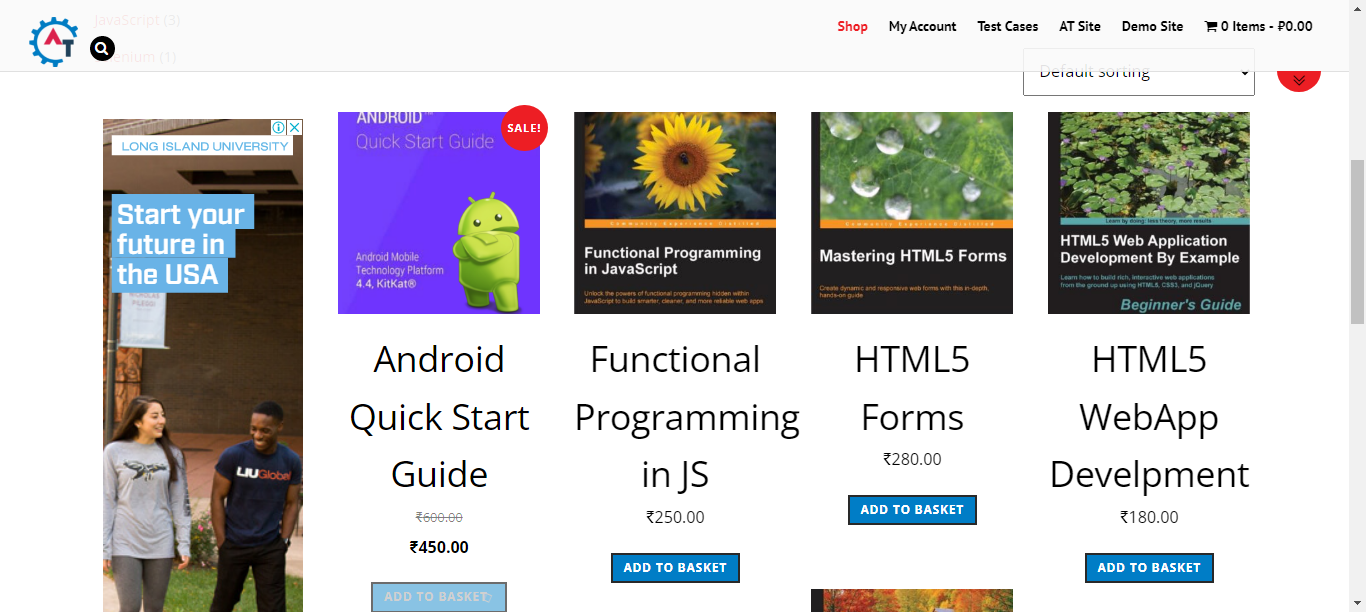 JavaScript (3)
enium (1)
AT
Shop
My Account
Test Cases
AT Site
Demo Site
0 Items - ₽0.00
Default sorting
LONG ISLAND UNIVERSITY
Start your
future in
the USA
NICHOLAS
LIU Global
ANDROID™
Quick Start Guide
SALE!
Android Mobile
Technology Platform
4.4, KitKat®
Android
Quick Start
Guide
₹600.00
₹450.00
ADD TO BASKET
Community Experience Distilled
Functional Programming
in JavaScript
Unlock the powers of functional programming hidden within
JavaScript to build smarter, cleaner, and more reliable web apps
Functional
Programming
in JS
₹250.00
ADD TO BASKET
Community Experience Distilled
Mastering HTML5 Forms
Create dynamic and responsive web forms with this in-depth,
hands-on guide
HTML5
Forms
₹280.00
ADD TO BASKET
Learn by doing: less theory, more results
HTML5 Web Application
Development By Example
Learn how to build rich, interactive web applications
from the ground up using HTML5, CSS3, and jQuery
Beginner's Guide
HTML5
WebApp
Develpment
₹180.00
ADD TO BASKET